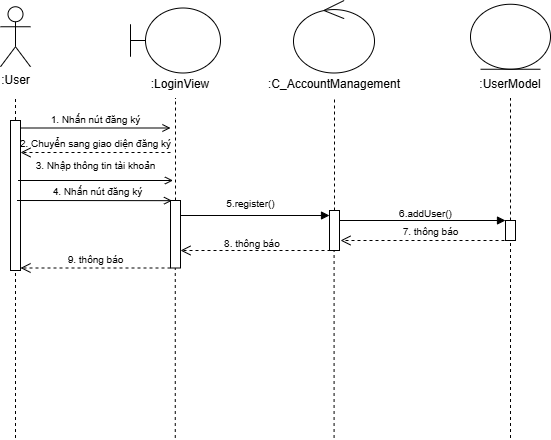 :User
:LoginView
:C_AccountManagement
:UserModel
1. Nhấn nút đăng ký
2. Chuyển sang giao diện đăng ký
3. Nhập thông tin tài khoản
4. Nhấn nút đăng ký
5.register()
6.addUser()
7. thông báo
8. thông báo
9. thông báo